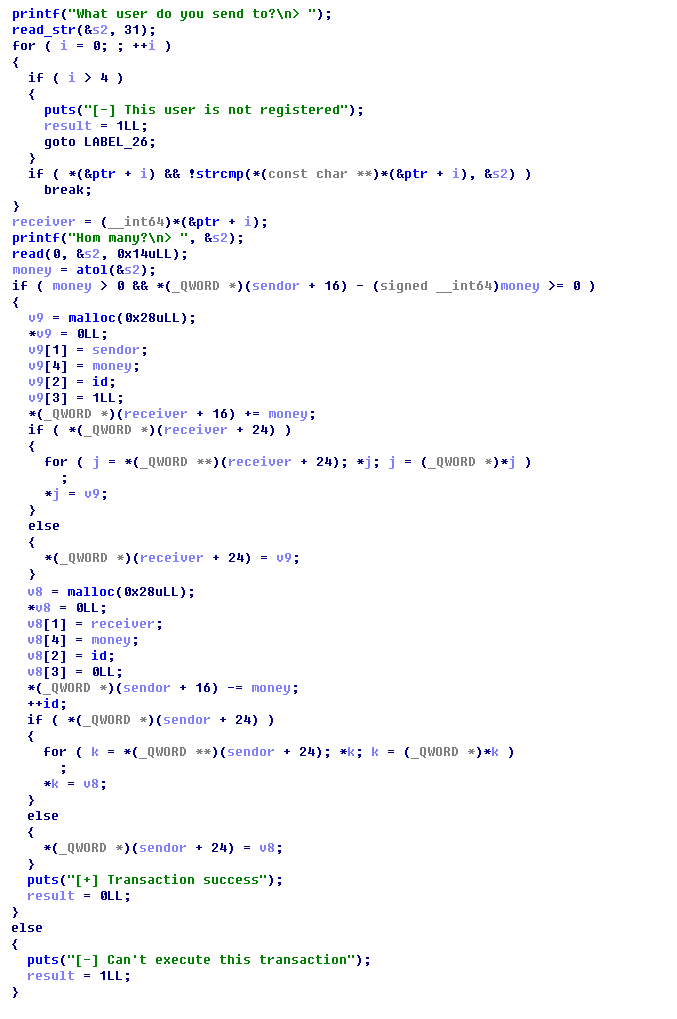 printf("What user do you send to?\n> ");
read_str(&s2, 31);
for ( i = 0; ; ++i )
{
  if ( i > 4 )
  {
    puts("[-] This user is not registered");
    result = 1LL;
    goto LABEL_26;
  }
  if ( *(&ptr + i) && !strcmp(*(const char **)*(&ptr + i), &s2) )
    break;
}
receiver = (__int64)*(&ptr + i);
printf("Hom many?\n> ", &s2);
read(0, &s2, 0x14uLL);
money = atol(&s2);
if ( money > 0 && *(_QWORD *)(sendor + 16) - (signed __int64)money >= 0 )
{
  v9 = malloc(0x28uLL);
  *v9 = 0LL;
  v9[1] = sendor;
  v9[4] = money;
  v9[2] = id;
  v9[3] = 1LL;
  *(_QWORD *)(receiver + 16) += money;
  if ( *(_QWORD *)(receiver + 24) )
  {
    for ( j = *(_QWORD **)(receiver + 24); *j; j = (_QWORD *)*j )
      ;
    *j = v9;
  }
  else
  {
    *(_QWORD *)(receiver + 24) = v9;
  }
  v8 = malloc(0x28uLL);
  *v8 = 0LL;
  v8[1] = receiver;
  v8[4] = money;
  v8[2] = id;
  v8[3] = 0LL;
  *(_QWORD *)(sendor + 16) -= money;
  ++id;
  if ( *(_QWORD *)(sendor + 24) )
  {
    for ( k = *(_QWORD **)(sendor + 24); *k; k = (_QWORD *)*k )
      ;
    *k = v8;
  }
  else
  {
    *(_QWORD *)(sendor + 24) = v8;
  }
  puts("[+] Transaction success");
  result = 0LL;
}
else
{
  puts("[-] Can't execute this transaction");
  result = 1LL;
}